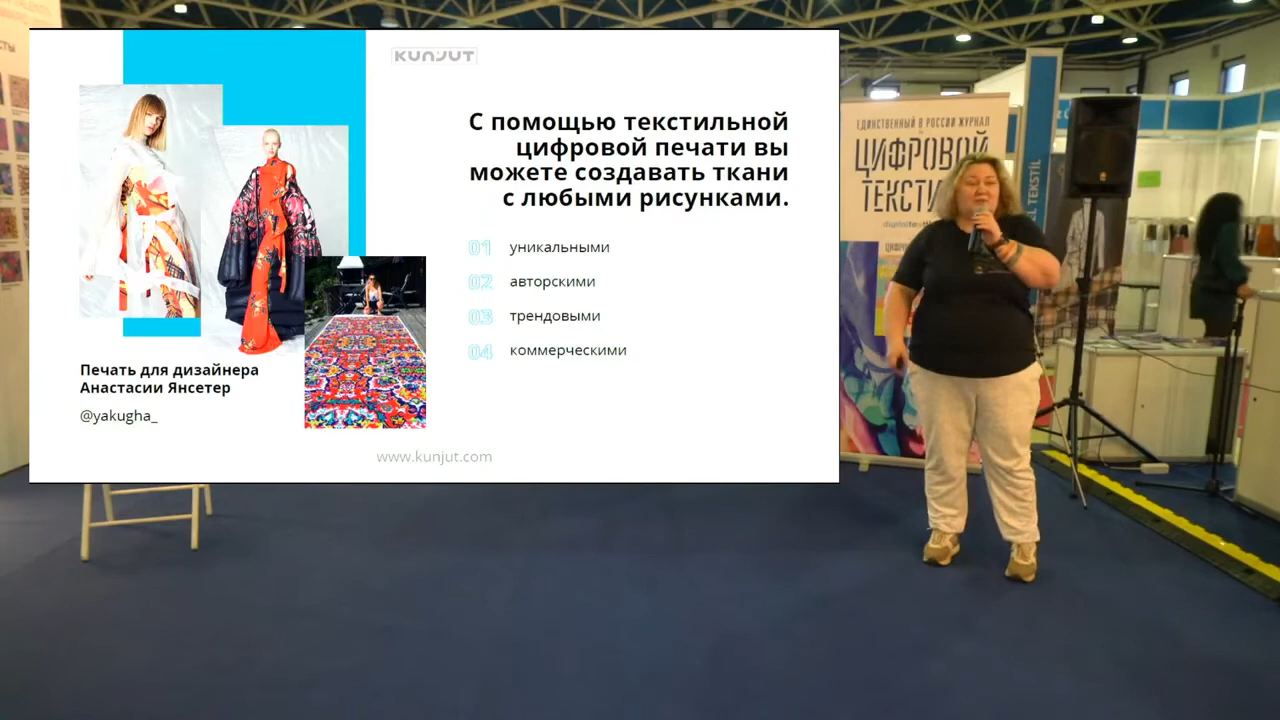 KUNJUT
С помощью текстильной
цифровой печати вы
можете создавать ткани
с любыми рисунками.
01 уникальными
02 авторскими
03 трендовыми
04 коммерческими
Печать для дизайнера
Анастасии Янсетер
@yakugha_
www.kunjut.com
ЕДИНСТВЕННЫЙ В РОССИИ ЖУРНАЛ
ЦИФРОВОЙ